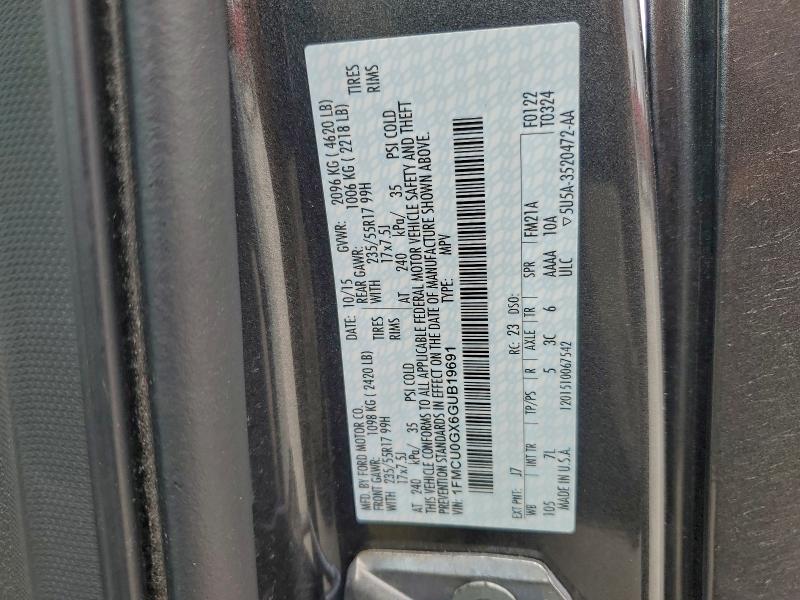 MFD. BY FORD MOTOR CO. DATE: 10/15 GVWR: 2096 KG ( 4620 LB)
FRONT GAWR: 1098 KG ( 2420 LB) REAR GAWR: 1006 KG ( 2218 LB)
WITH 235/55R17 99H TIRES WITH 235/55R17 99H TIRES
17x7.5J RIMS 17x7.5J RIMS
AT 240 kPa/ 35 PSI COLD AT 240 kPa/ 35 PSI COLD
THIS VEHICLE CONFORMS TO ALL APPLICABLE FEDERAL MOTOR VEHICLE SAFETY AND THEFT
PREVENTION STANDARDS IN EFFECT ON THE DATE OF MANUFACTURE SHOWN ABOVE.
VIN: 1FMCU0GX6GUB19691 TYPE: MPV
F0122
T0324
EXT PNT: J7 RC: 23 DSO: FM21A
WB INT TR TP/PS R AXLE TR SPR 10A
105 7L 5 3C 6 AAAA
MADE IN U.S.A. 1201510067542 ULC ▽5U5A-3520472-AA